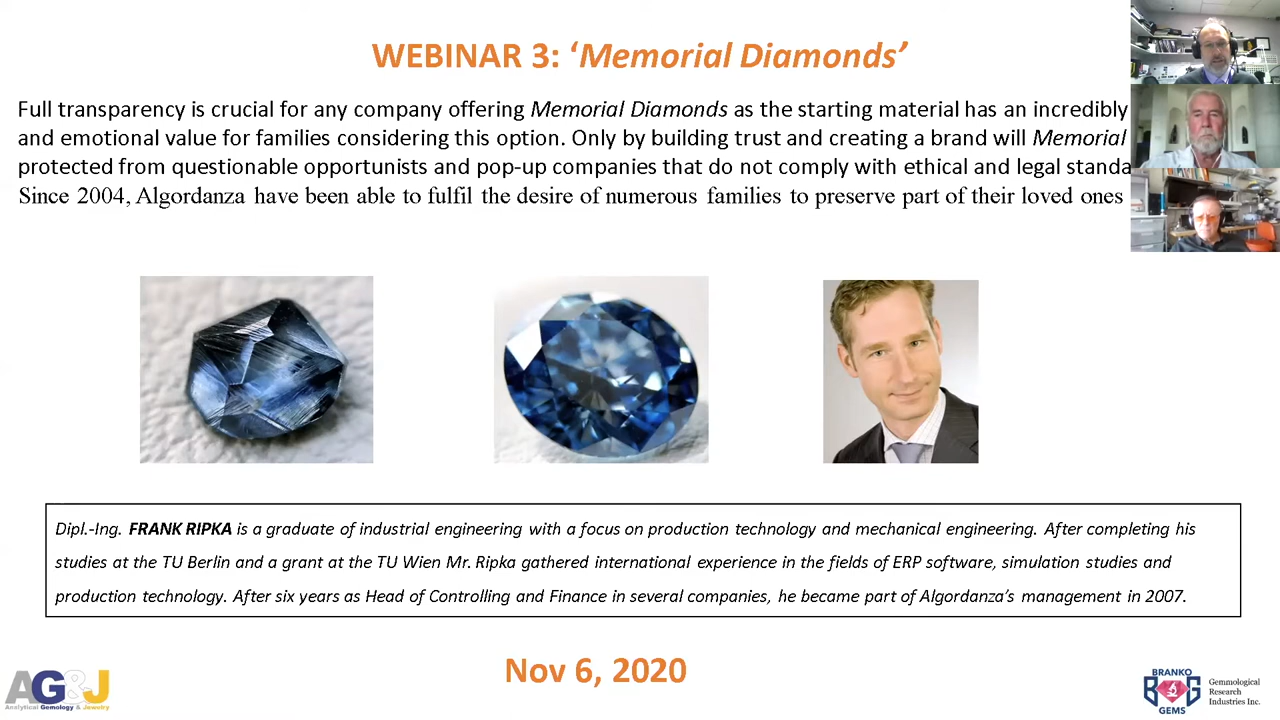 WEBINAR 3: ‘Memorial Diamonds’
Full transparency is crucial for any company offering Memorial Diamonds as the starting material has an incredibly
and emotional value for families considering this option. Only by building trust and creating a brand will Memorial
protected from questionable opportunists and pop-up companies that do not comply with ethical and legal standa
Since 2004, Algordanza have been able to fulfil the desire of numerous families to preserve part of their loved ones
Dipl.-Ing. FRANK RIPKA is a graduate of industrial engineering with a focus on production technology and mechanical engineering. After completing his
studies at the TU Berlin and a grant at the TU Wien Mr. Ripka gathered international experience in the fields of ERP software, simulation studies and
production technology. After six years as Head of Controlling and Finance in several companies, he became part of Algordanza’s management in 2007.
Nov 6, 2020
AG&J
Analytical Gemology & Jewelry
BRANKO
GEMS
Gemmological
Research
Industries Inc.